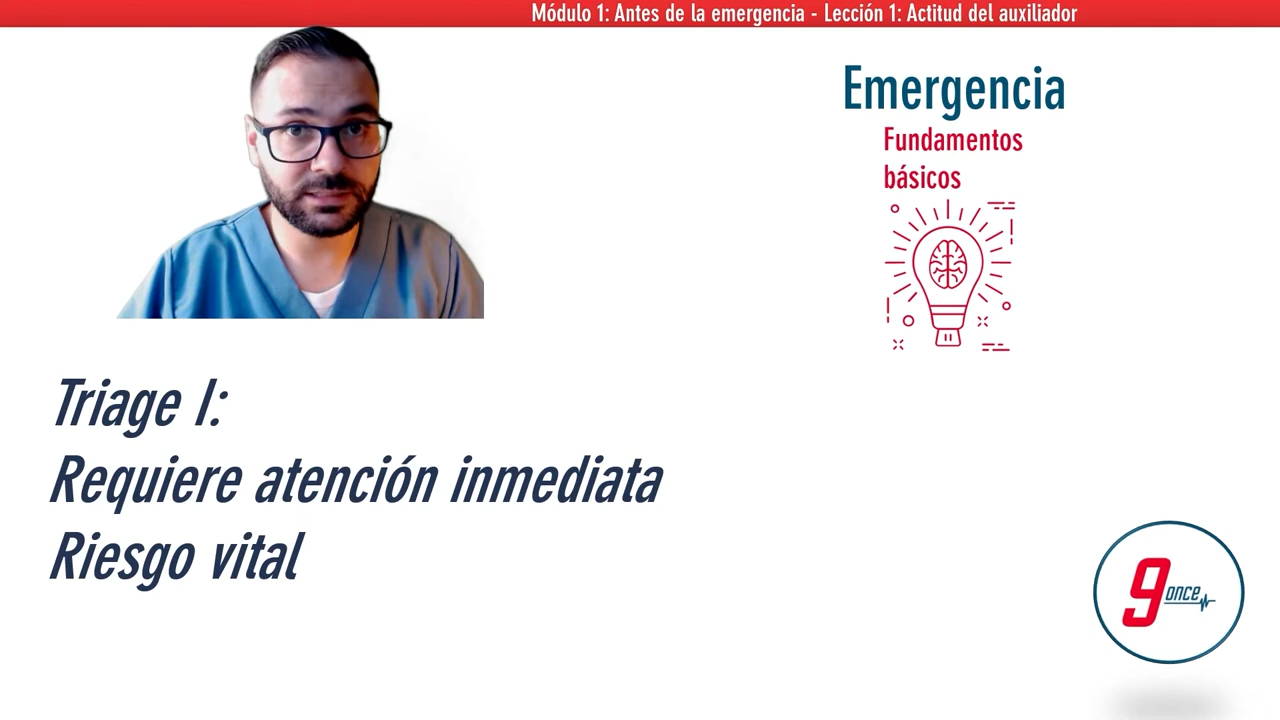 Módulo 1: Antes de la emergencia - Lección 1: Actitud del auxiliador
Emergencia
Fundamentos
básicos
Triage I:
Requiere atención inmediata
Riesgo vital
9once